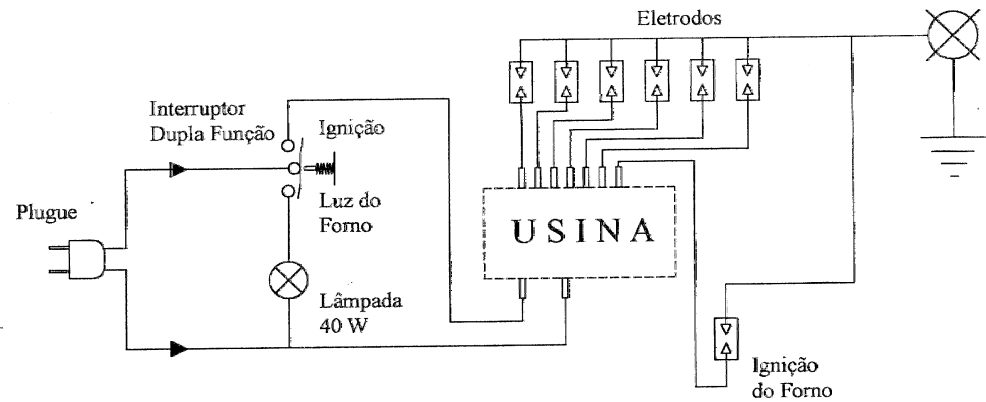 Eletrodos
Interruptor
Dupla Função
Ignição
Plugue
Luz do
Forno
USINA
Lâmpada
40 W
Ignição
do Forno